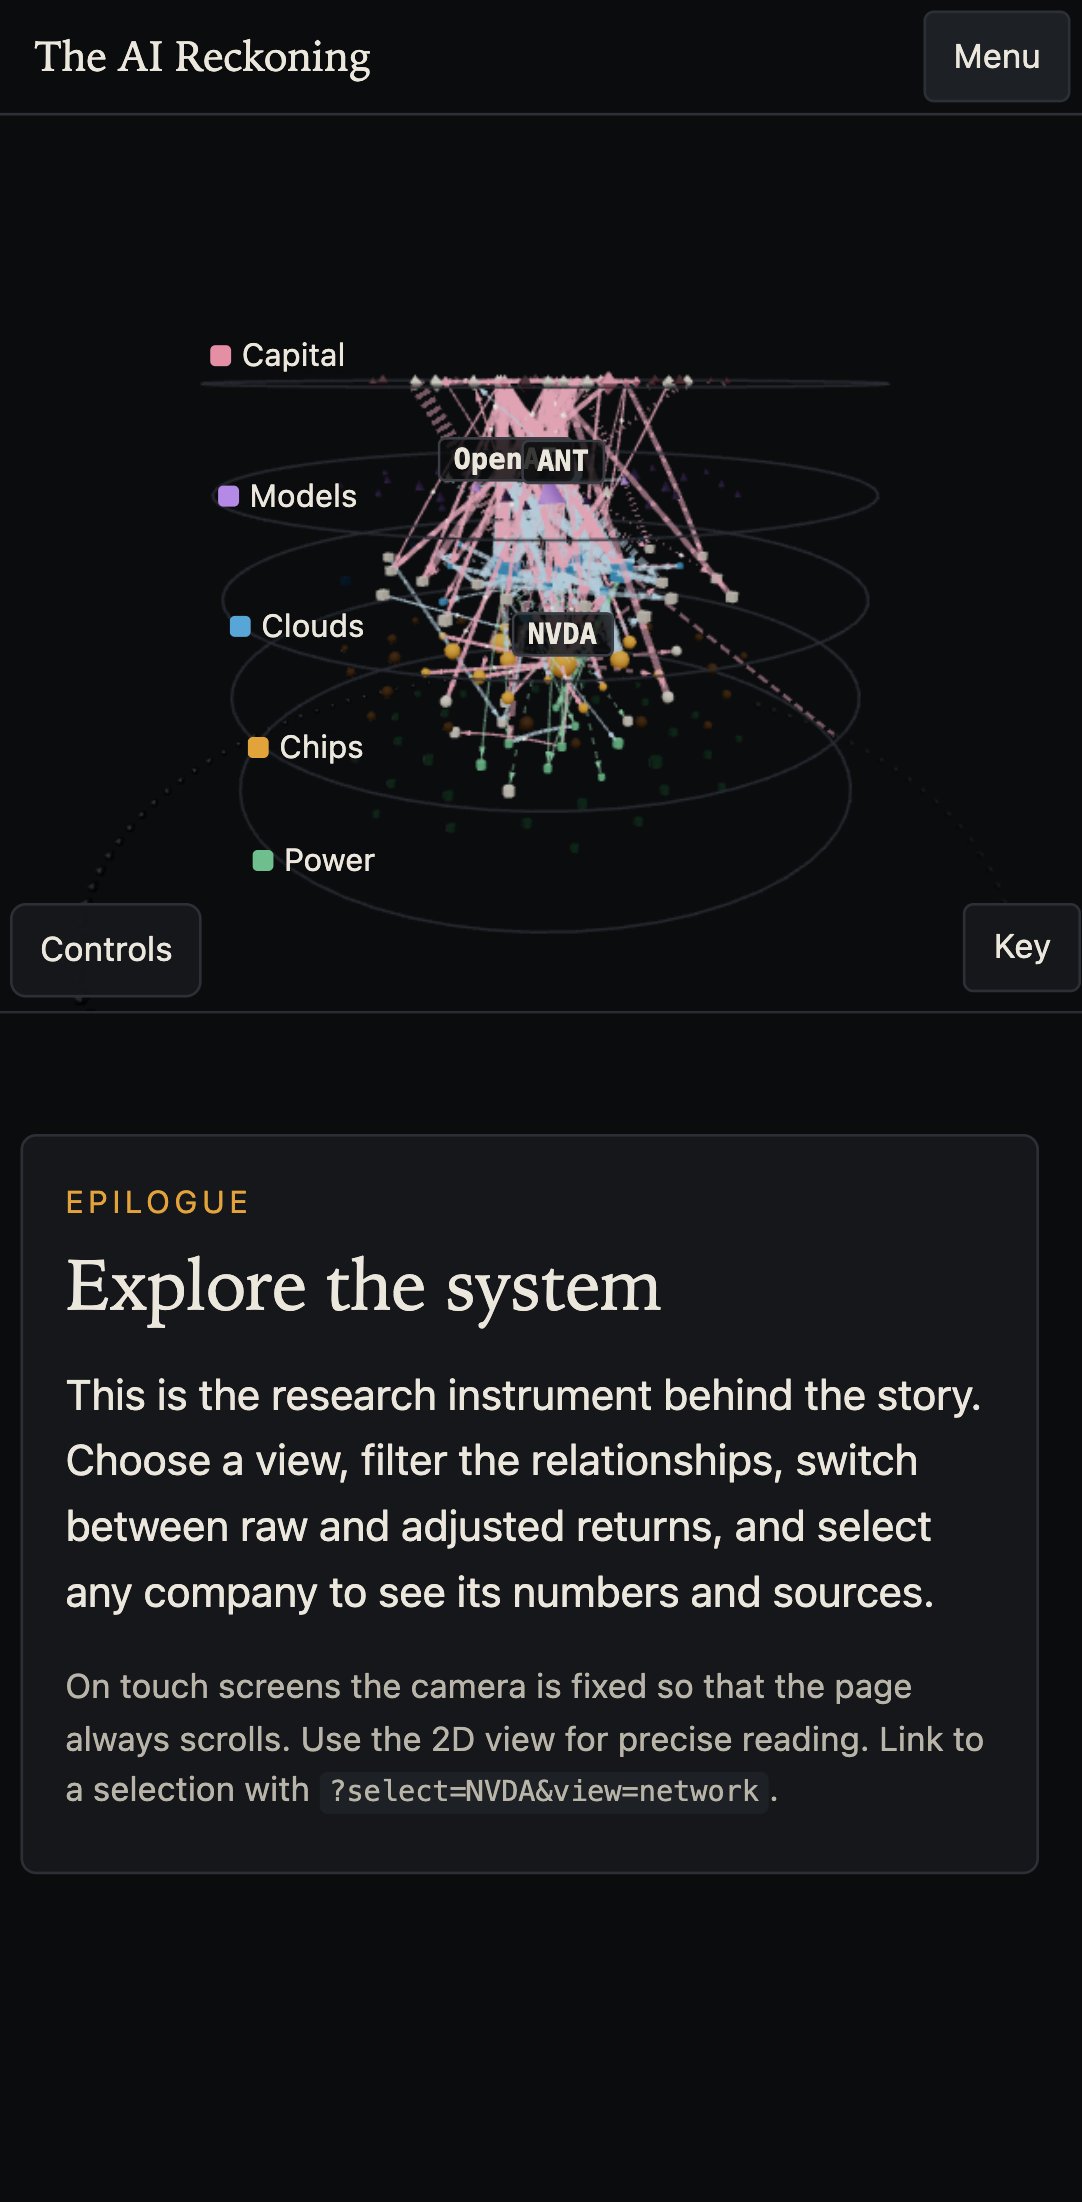 The AI Reckoning
Menu
Capital
Open
ANT
Models
Clouds
NVDA
Chips
Power
Controls
Key
EPILOGUE
Explore the system
This is the research instrument behind the story.
Choose a view, filter the relationships, switch
between raw and adjusted returns, and select
any company to see its numbers and sources.
On touch screens the camera is fixed so that the page
always scrolls. Use the 2D view for precise reading. Link to
a selection with ?select=NVDA&view=network.